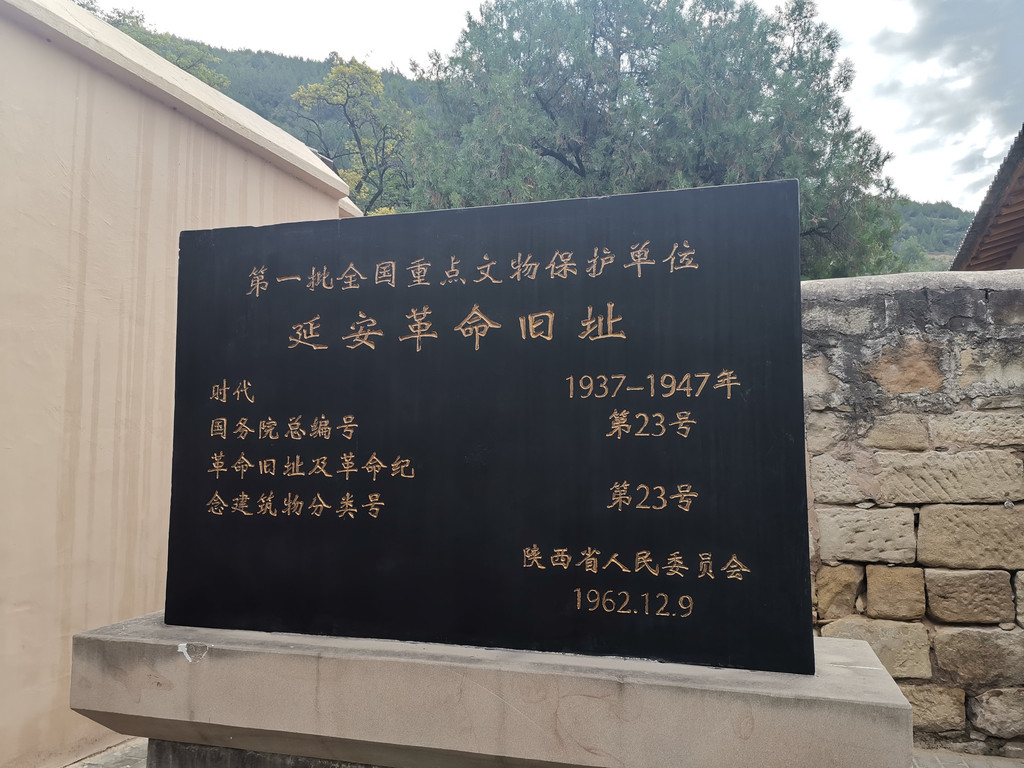 第一批全国重点文物保护单位
延安革命旧址
时代 1937-1947年
国务院总编号 第23号
革命旧址及革命纪
念建筑物分类号 第23号
陕西省人民委员会
1962.12.9